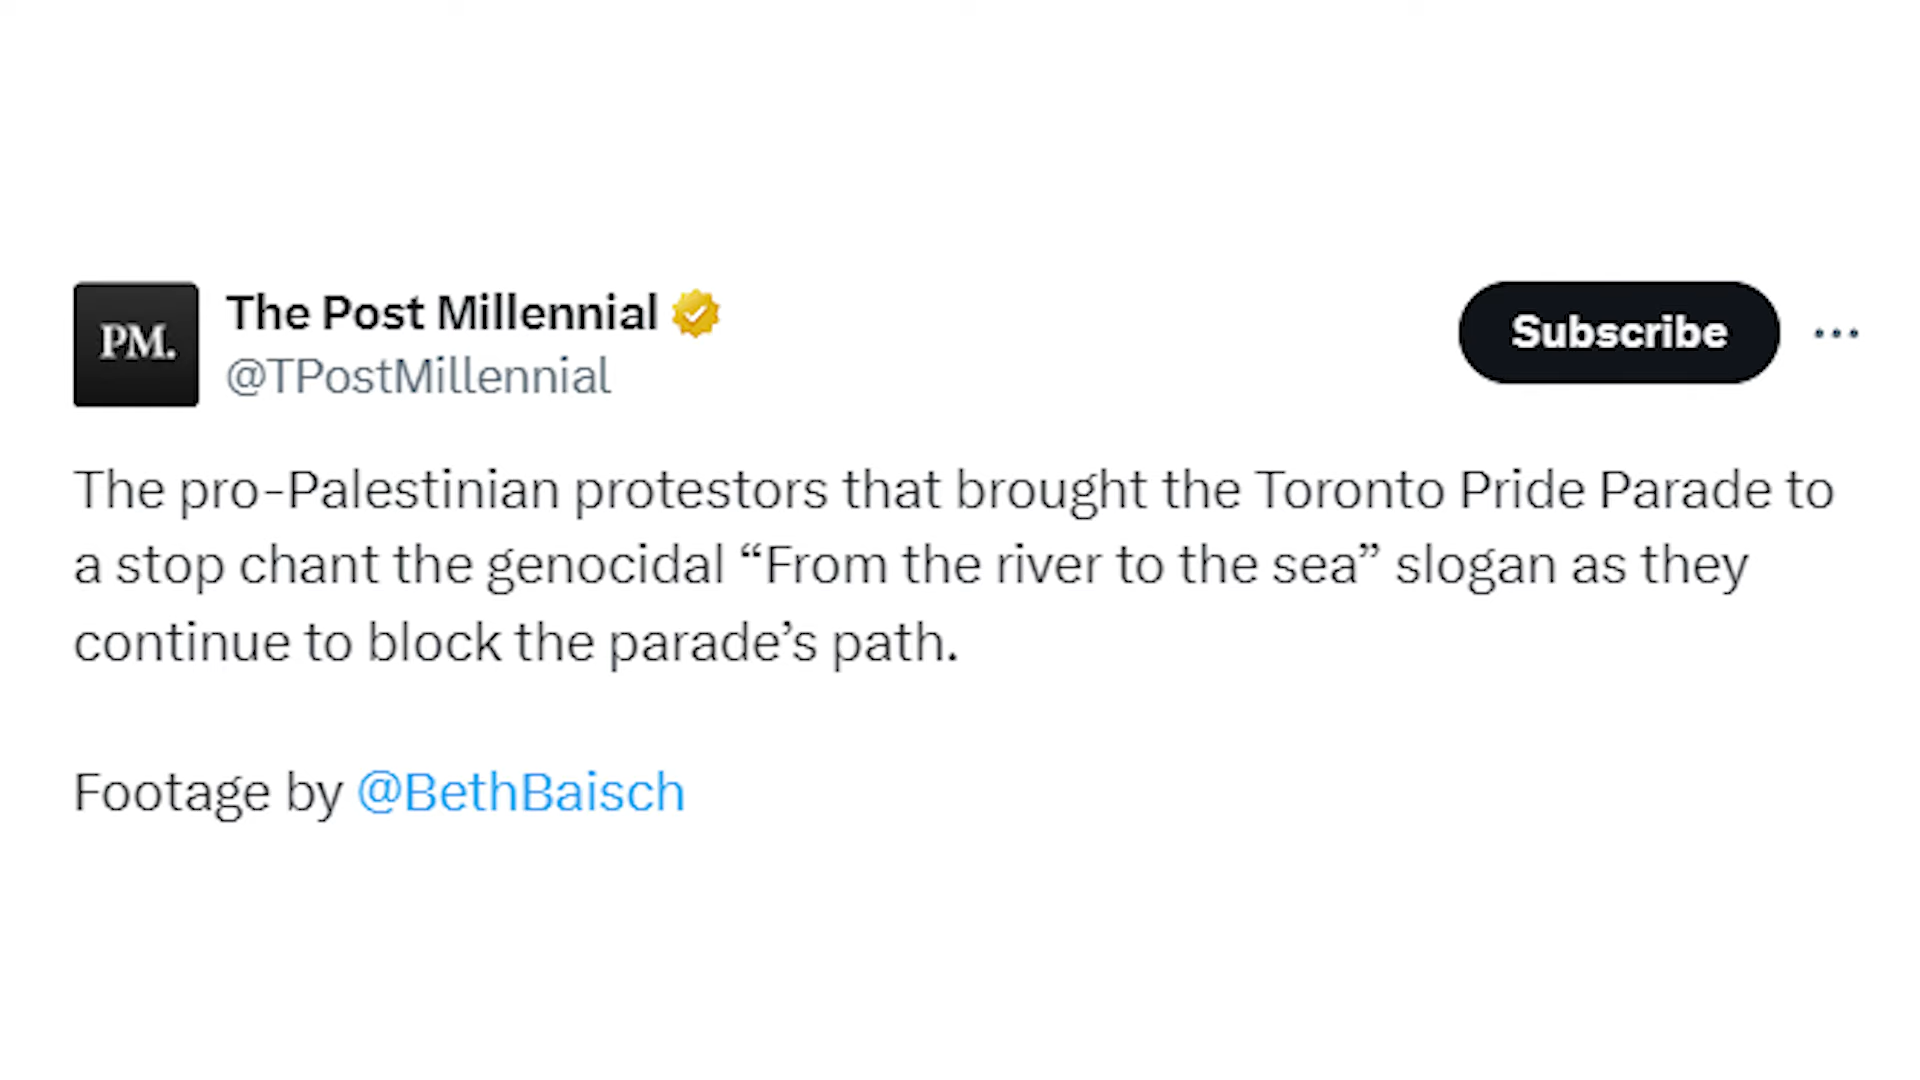 PM.
The Post Millennial
@TPostMillennial
Subscribe
The pro-Palestinian protestors that brought the Toronto Pride Parade to
a stop chant the genocidal “From the river to the sea” slogan as they
continue to block the parade’s path.
Footage by @BethBaisch